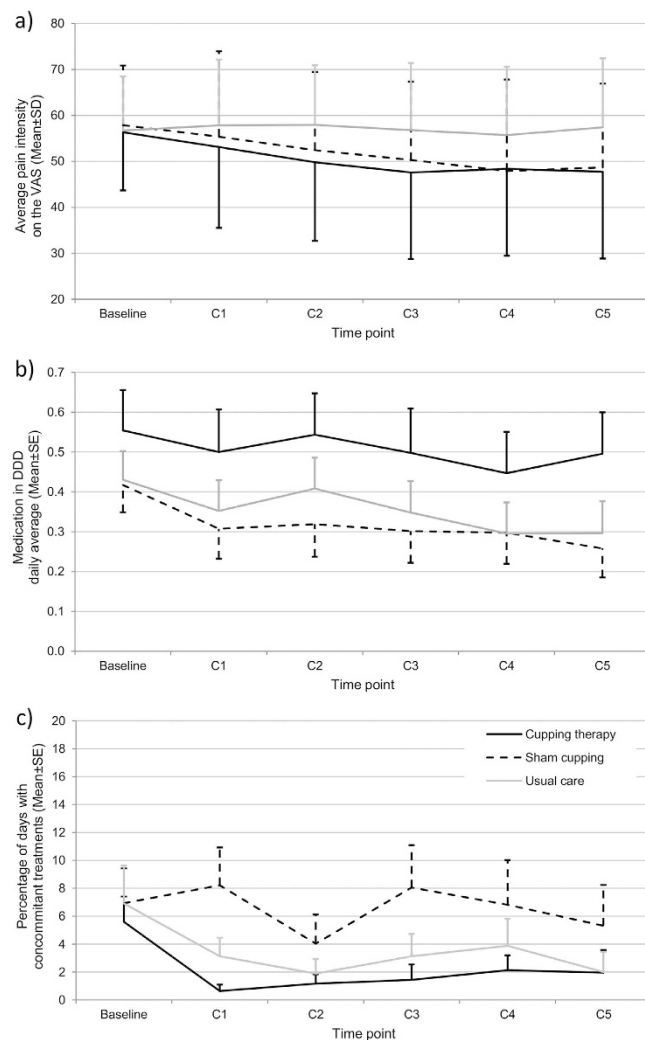 a)
Average pain intensity
on the VAS (Mean±SD)
80
70
60
50
40
30
20
Baseline C1 C2 C3 C4 C5
Time point
b)
Medication in DDD
daily average (Mean±SE)
0.7
0.6
0.5
0.4
0.3
0.2
0.1
0.0
Baseline C1 C2 C3 C4 C5
Time point
c)
Percentage of days with
concommitant treatments (Mean±SE)
20
18
16
14
12
10
8
6
4
2
0
Cupping therapy
Sham cupping
Usual care
Baseline C1 C2 C3 C4 C5
Time point